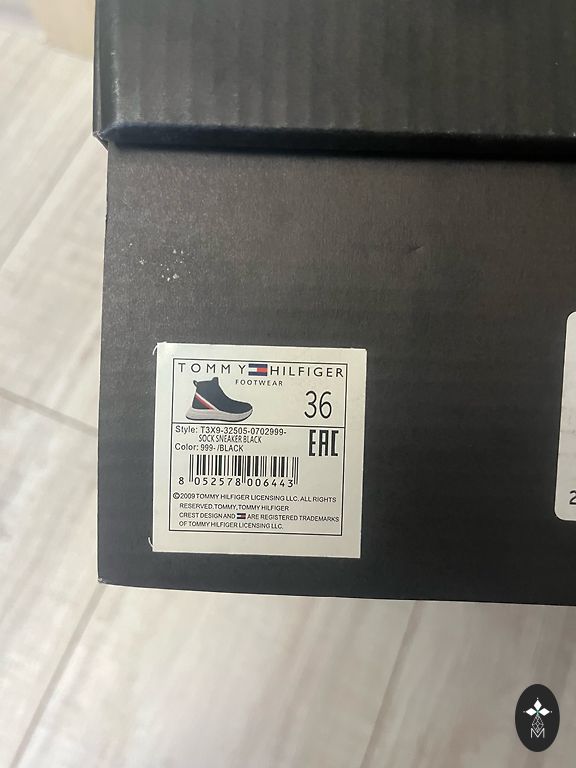 TOMMY HILFIGER
FOOTWEAR
36
Style: T3X9-32505-0702999-
SOCK SNEAKER BLACK
Color: 999-/BLACK
EAC
8 052578 006443
©2009 TOMMY HILFIGER LICENSING LLC. ALL RIGHTS
RESERVED.TOMMY,TOMMY HILFIGER
CREST DESIGN AND ARE REGISTERED TRADEMARKS
OF TOMMY HILFIGER LICENSING LLC.
2
M